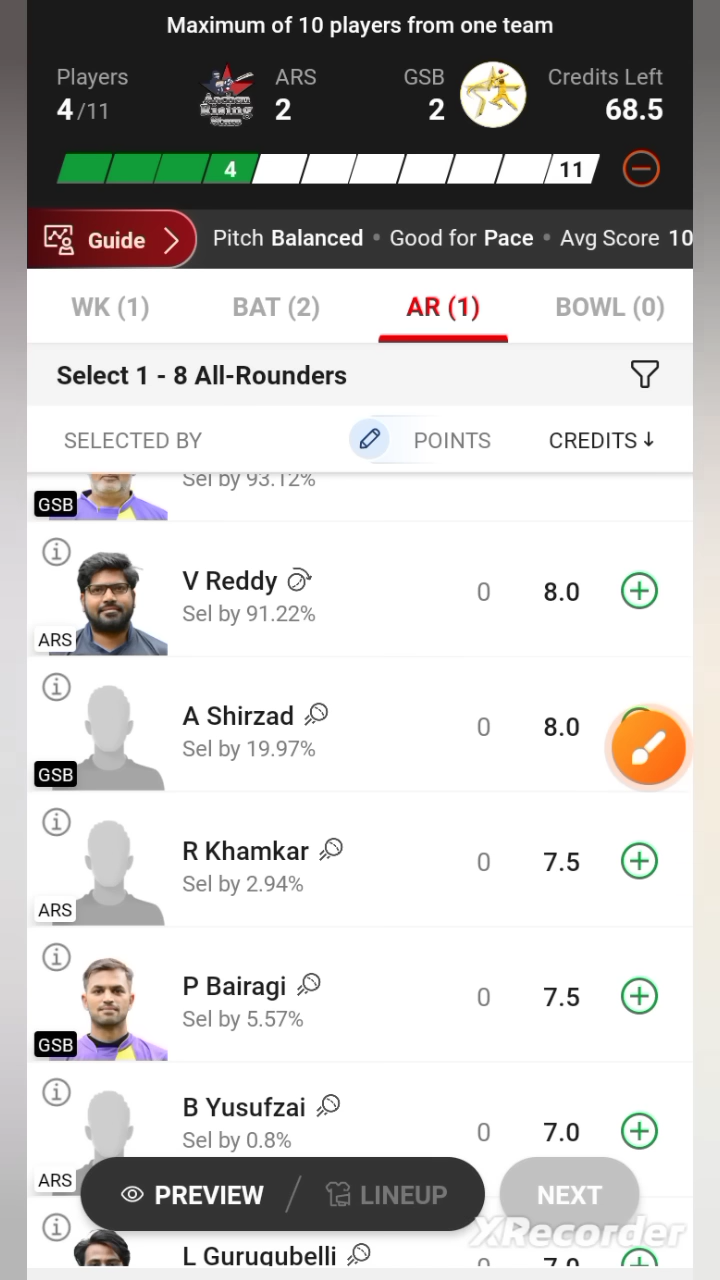 Maximum of 10 players from one team
Players ARS GSB Credits Left
4/11 2 2 68.5
4 11
Guide Pitch Balanced • Good for Pace • Avg Score 10
WK (1) BAT (2) AR (1) BOWL (0)
Select 1 - 8 All-Rounders
SELECTED BY POINTS CREDITS ↓
Sel by 93.12%
GSB
V Reddy 0 8.0
Sel by 91.22%
ARS
A Shirzad 0 8.0
Sel by 19.97%
GSB
R Khamkar 0 7.5
Sel by 2.94%
ARS
P Bairagi 0 7.5
Sel by 5.57%
GSB
B Yusufzai 0 7.0
Sel by 0.8%
ARS
PREVIEW / LINEUP NEXT
XRecorder
L Gurugubelli 0 7.0